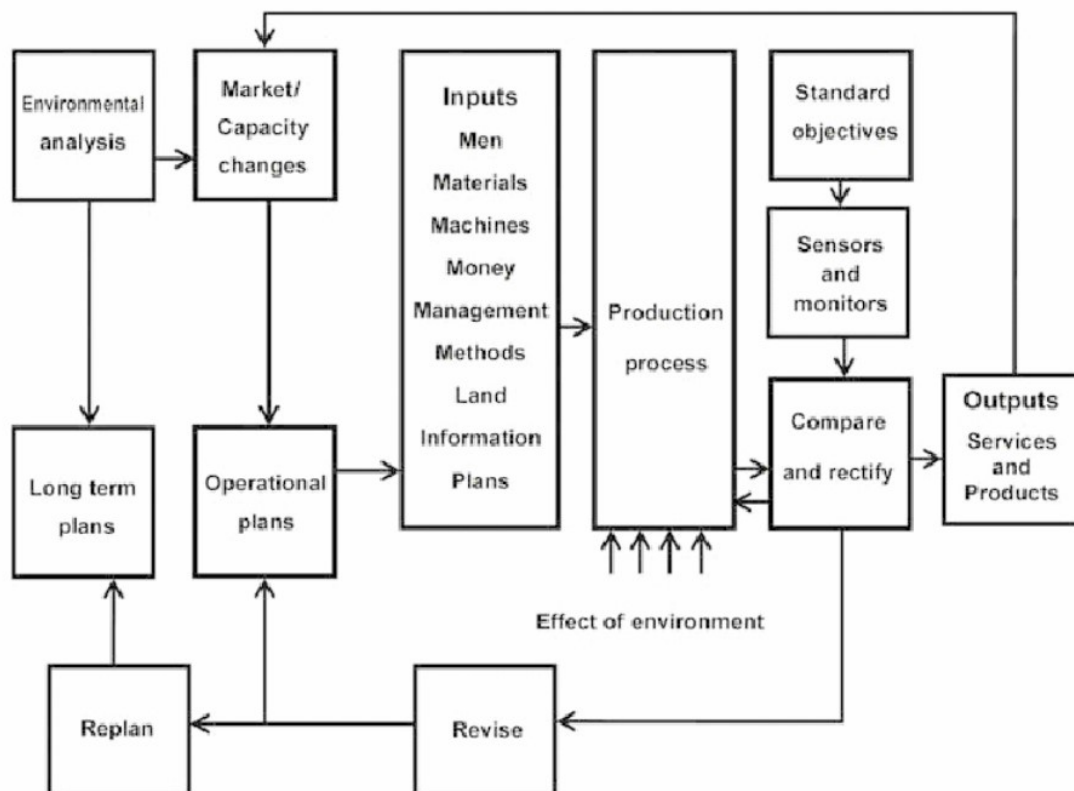 Environmental
analysis
Market/
Capacity
changes
Inputs
Men
Materials
Machines
Money
Management
Methods
Land
Information
Plans
Production
process
Standard
objectives
Sensors
and
monitors
Compare
and rectify
Outputs
Services
and
Products
Long term
plans
Operational
plans
Effect of environment
Replan
Revise